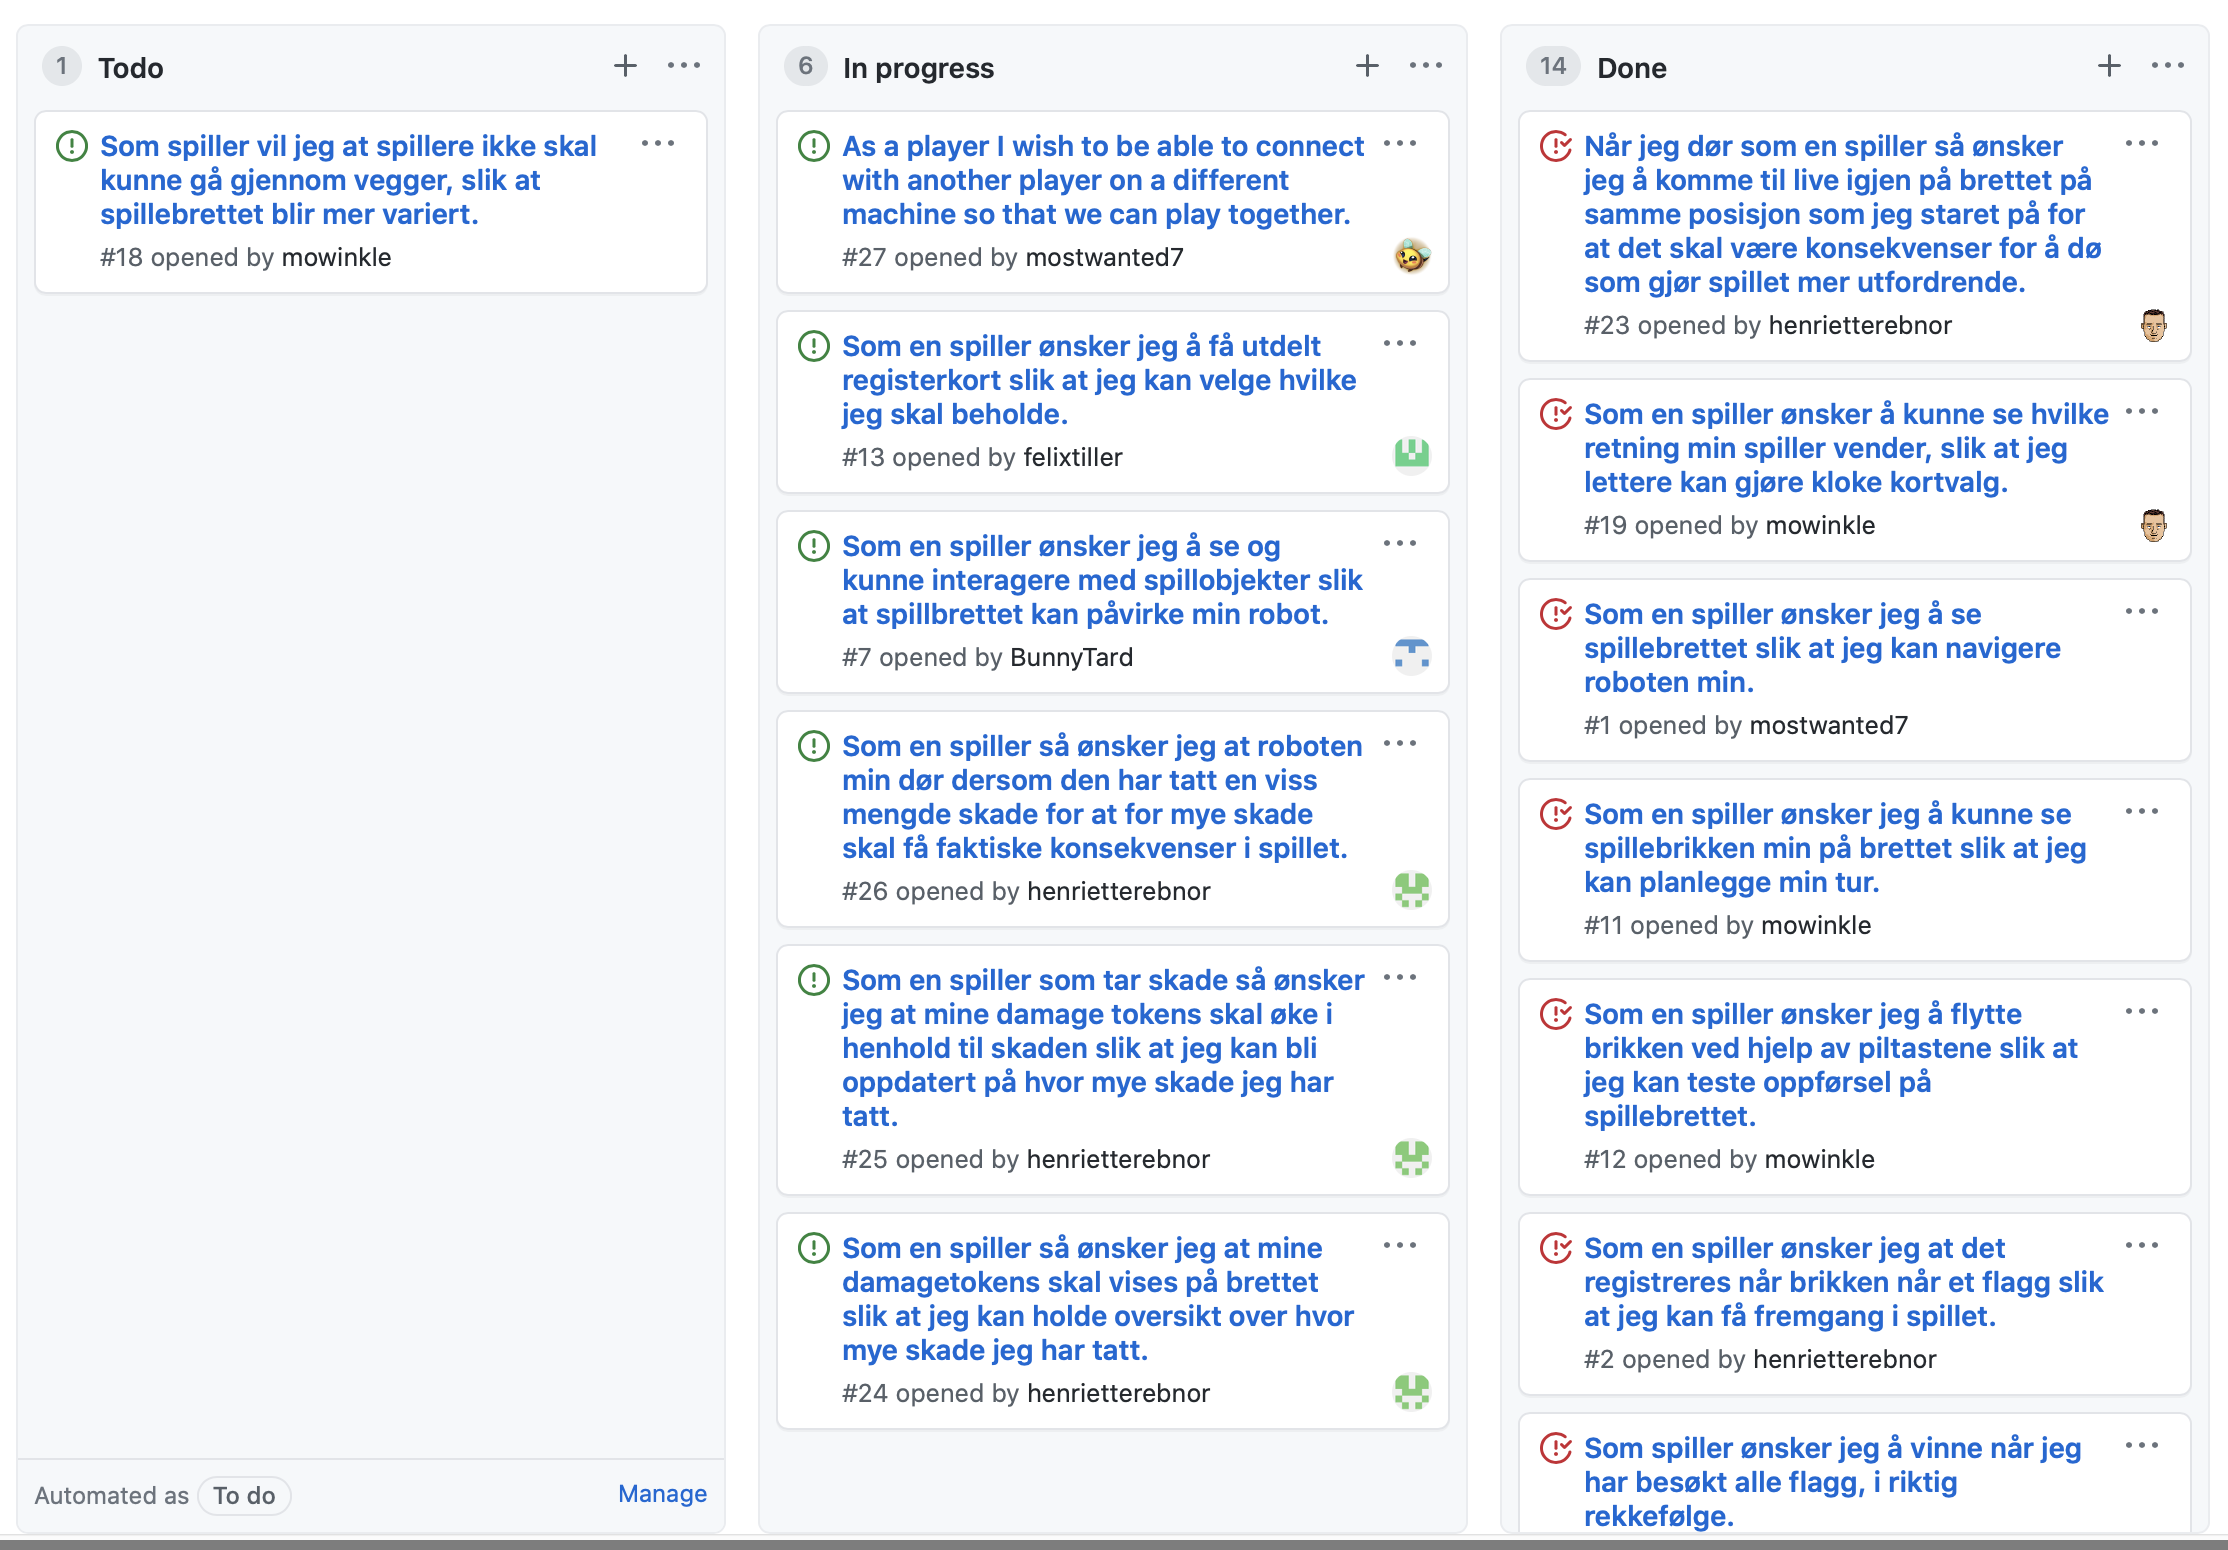 1 Todo
Som spiller vil jeg at spillere ikke skal
kunne gå gjennom vegger, slik at
spillebrettet blir mer variert.
#18 opened by mowinkle
Automated as To do
Manage
6 In progress
As a player I wish to be able to connect
with another player on a different
machine so that we can play together.
#27 opened by mostwanted7
Som en spiller ønsker jeg å få utdelt
registerkort slik at jeg kan velge hvilke
jeg skal beholde.
#13 opened by felixtiller
Som en spiller ønsker jeg å se og
kunne interagere med spillobjekter slik
at spillbrettet kan påvirke min robot.
#7 opened by BunnyTard
Som en spiller så ønsker jeg at roboten
min dør dersom den har tatt en viss
mengde skade for at for mye skade
skal få faktiske konsekvenser i spillet.
#26 opened by henrietterebnor
Som en spiller som tar skade så ønsker
jeg at mine damage tokens skal øke i
henhold til skaden slik at jeg kan bli
oppdatert på hvor mye skade jeg har
tatt.
#25 opened by henrietterebnor
Som en spiller så ønsker jeg at mine
damagetokens skal vises på brettet
slik at jeg kan holde oversikt over hvor
mye skade jeg har tatt.
#24 opened by henrietterebnor
14 Done
Når jeg dør som en spiller så ønsker
jeg å komme til live igjen på brettet på
samme posisjon som jeg staret på for
at det skal være konsekvenser for å dø
som gjør spillet mer utfordrende.
#23 opened by henrietterebnor
Som en spiller ønsker å kunne se hvilke
retning min spiller vender, slik at jeg
lettere kan gjøre kloke kortvalg.
#19 opened by mowinkle
Som en spiller ønsker jeg å se
spillebrettet slik at jeg kan navigere
roboten min.
#1 opened by mostwanted7
Som en spiller ønsker jeg å kunne se
spillebrikken min på brettet slik at jeg
kan planlegge min tur.
#11 opened by mowinkle
Som en spiller ønsker jeg å flytte
brikken ved hjelp av piltastene slik at
jeg kan teste oppførsel på
spillebrettet.
#12 opened by mowinkle
Som en spiller ønsker jeg at det
registreres når brikken når et flagg slik
at jeg kan få fremgang i spillet.
#2 opened by henrietterebnor
Som spiller ønsker jeg å vinne når jeg
har besøkt alle flagg, i riktig
rekkefølge.